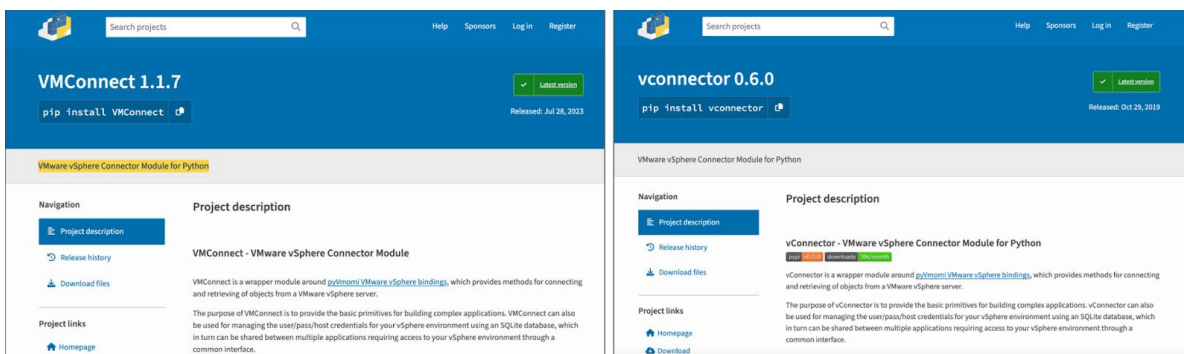 Search projects
Help Sponsors Log in Register
VMConnect 1.1.7
Latest version
pip install VMConnect
Released: Jul 28, 2023
VMware vSphere Connector Module for Python
Navigation
Project description
Release history
Download files
Project links
Homepage
Project description
VMConnect - VMware vSphere Connector Module
VMConnect is a wrapper module around pyVmomi VMware vSphere bindings, which provides methods for connecting
and retrieving of objects from a VMware vSphere server.
The purpose of VMConnect is to provide the basic primitives for building complex applications. VMConnect can also
be used for managing the user/pass/host credentials for your vSphere environment using an SQLite database, which
in turn can be shared between multiple applications requiring access to your vSphere environment through a
common interface.
Search projects
Help Sponsors Log in Register
vconnector 0.6.0
Latest version
pip install vconnector
Released: Oct 29, 2019
VMware vSphere Connector Module for Python
Navigation
Project description
Release history
Download files
Project links
Homepage
Download
Project description
vConnector - VMware vSphere Connector Module for Python
pypi v0.6.0 downloads
vConnector is a wrapper module around pyVmomi VMware vSphere bindings, which provides methods for connecting
and retrieving of objects from a VMware vSphere server.
The purpose of vConnector is to provide the basic primitives for building complex applications. vConnector can also
be used for managing the user/pass/host credentials for your vSphere environment using an SQLite database, which
in turn can be shared between multiple applications requiring access to your vSphere environment through a
common interface.